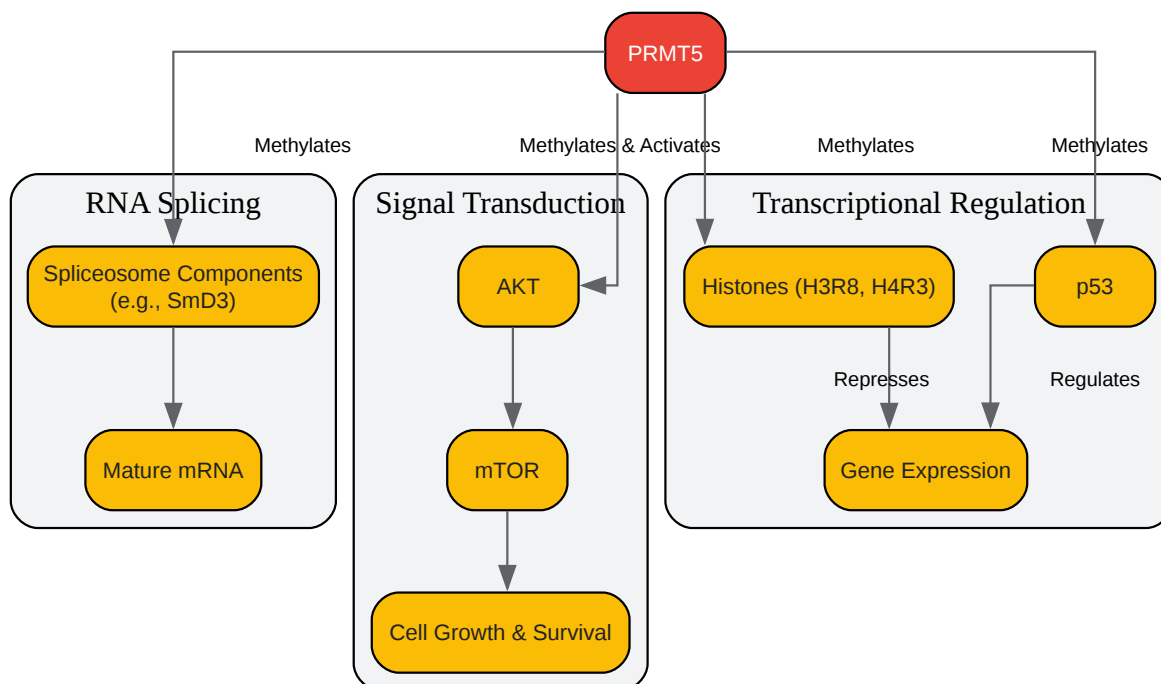 PRMT5
Methylates
Methylates & Activates
Methylates
Methylates
RNA Splicing
Signal Transduction
Transcriptional Regulation
Spliceosome Components
(e.g., SmD3)
AKT
Histones (H3R8, H4R3)
p53
Represses
Regulates
Mature mRNA
mTOR
Gene Expression
Cell Growth & Survival